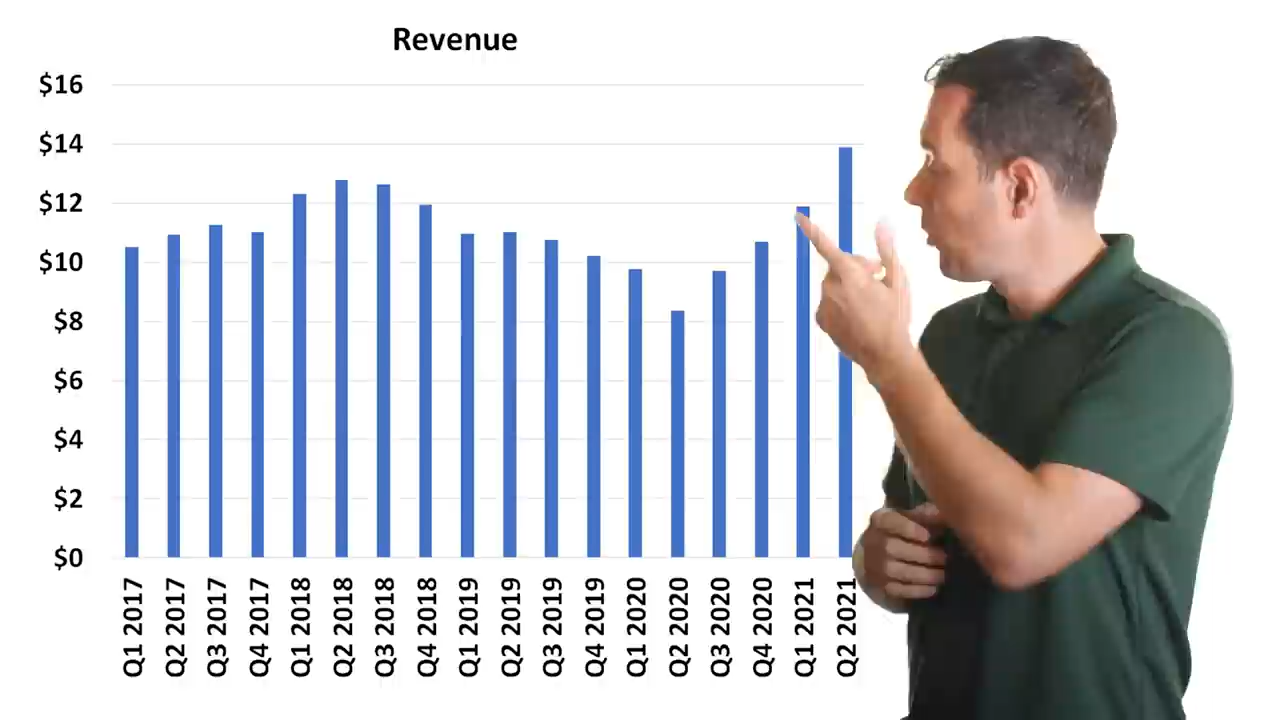 Revenue
$16
$14
$12
$10
$8
$6
$4
$2
$0
Q1 2017
Q2 2017
Q3 2017
Q4 2017
Q1 2018
Q2 2018
Q3 2018
Q4 2018
Q1 2019
Q2 2019
Q3 2019
Q4 2019
Q1 2020
Q2 2020
Q3 2020
Q4 2020
Q1 2021
Q2 2021